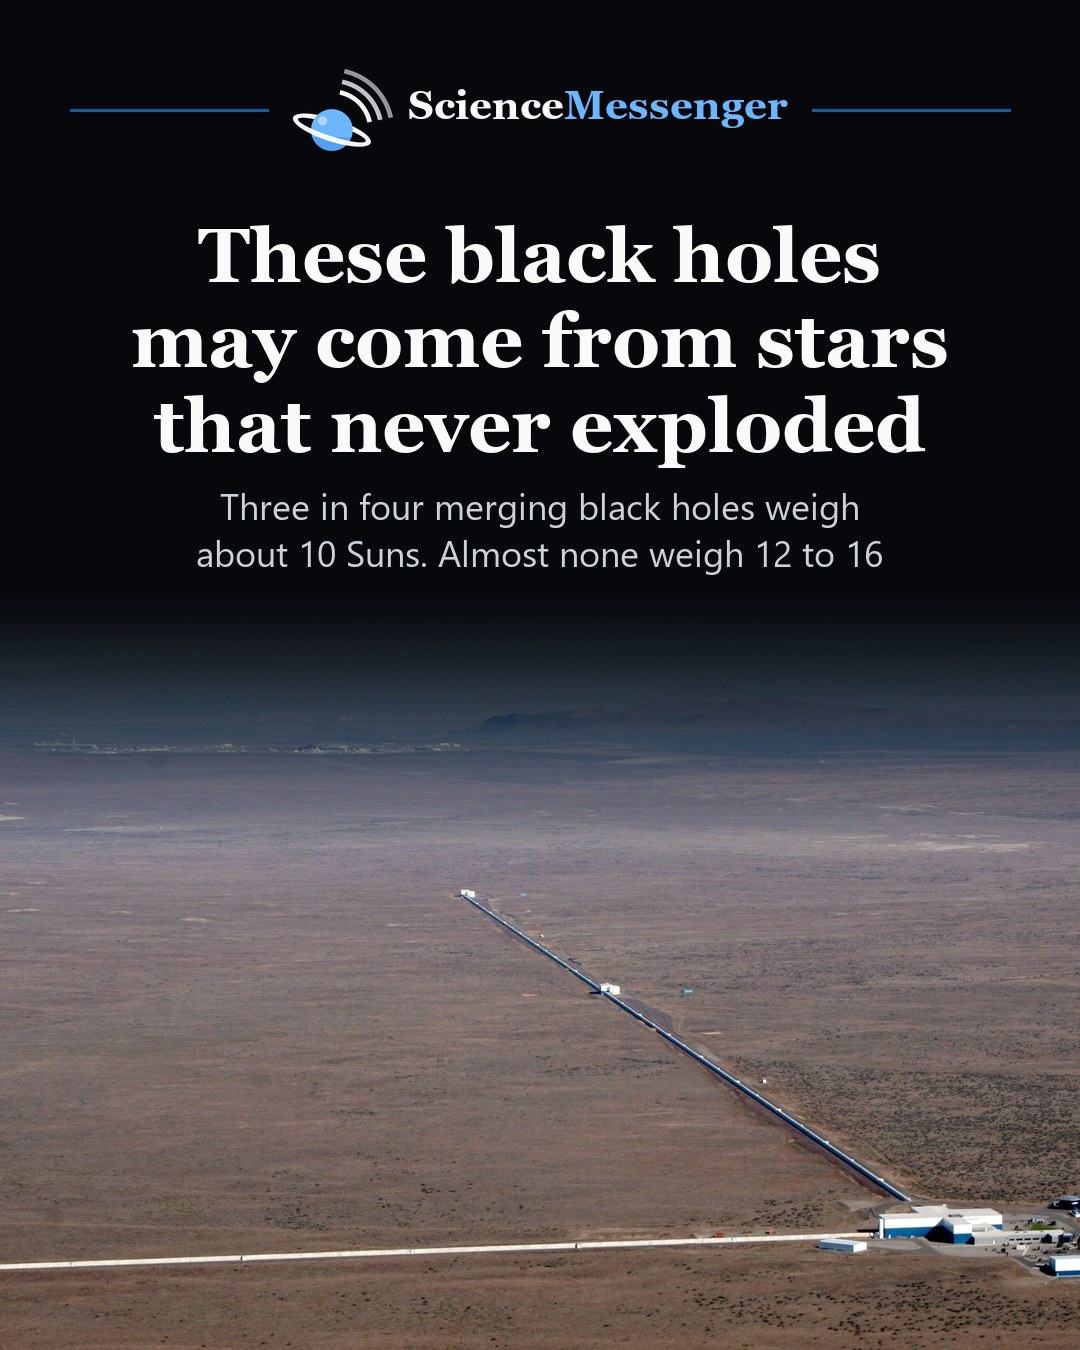 ScienceMessenger
These black holes
may come from stars
that never exploded
Three in four merging black holes weigh
about 10 Suns. Almost none weigh 12 to 16